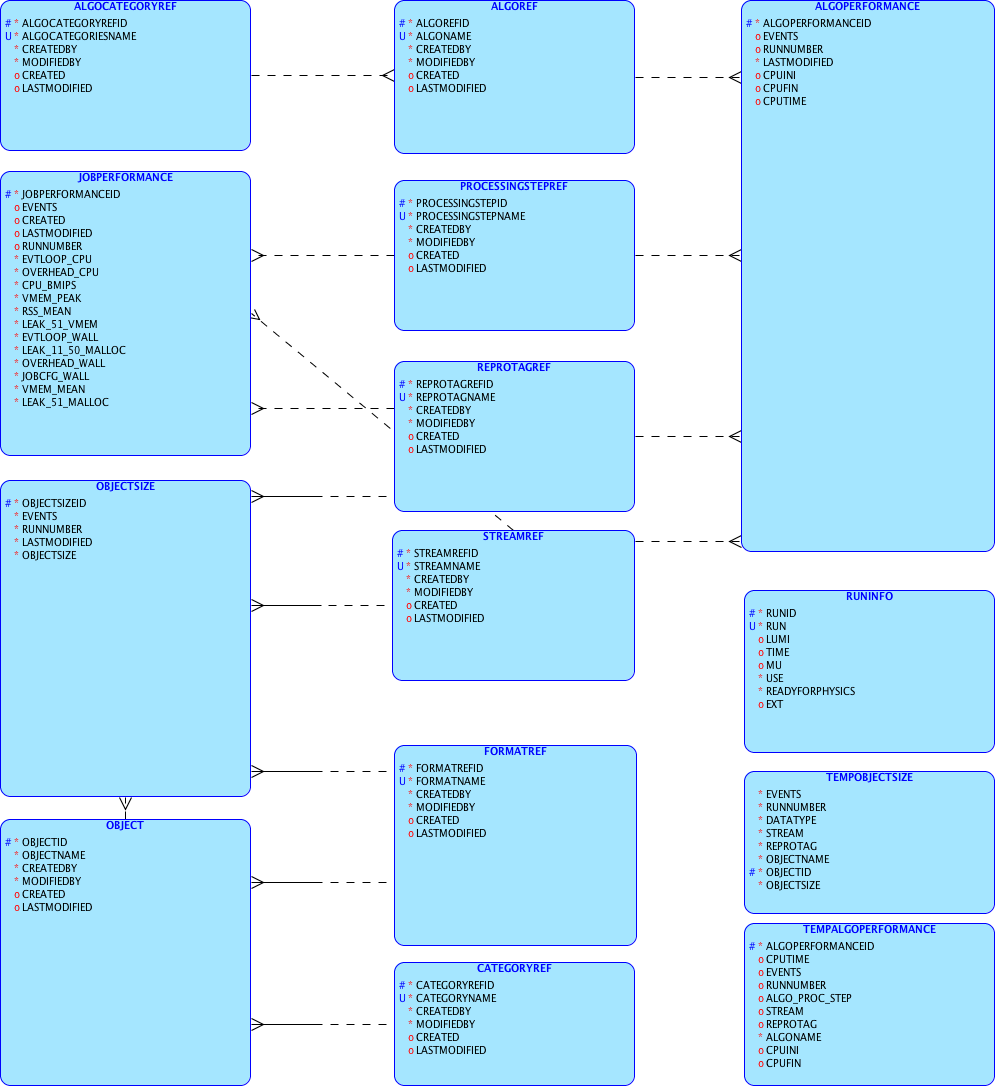 ALGOCATEGORYREF
# * ALGOCATEGORYREFID
U * ALGOCATEGORIESNAME
* CREATEDBY
* MODIFIEDBY
o CREATED
o LASTMODIFIED
ALGOREF
# * ALGOREFID
U * ALGONAME
* CREATEDBY
* MODIFIEDBY
o CREATED
o LASTMODIFIED
ALGOPERFORMANCE
# * ALGOPERFORMANCEID
o EVENTS
o RUNNUMBER
* LASTMODIFIED
o CPUINI
o CPUFIN
o CPUTIME
JOBPERFORMANCE
# * JOBPERFORMANCEID
o EVENTS
o CREATED
o LASTMODIFIED
o RUNNUMBER
* EVTLOOP_CPU
* OVERHEAD_CPU
* CPU_BMIPS
* VMEM_PEAK
* RSS_MEAN
* LEAK_51_VMEM
* EVTLOOP_WALL
* LEAK_11_50_MALLOC
* OVERHEAD_WALL
* JOBCFG_WALL
* VMEM_MEAN
* LEAK_51_MALLOC
PROCESSINGSTEPREF
# * PROCESSINGSTEPID
U * PROCESSINGSTEPNAME
* CREATEDBY
* MODIFIEDBY
o CREATED
o LASTMODIFIED
REPROTAGREF
# * REPROTAGREFID
U * REPROTAGNAME
* CREATEDBY
* MODIFIEDBY
o CREATED
o LASTMODIFIED
OBJECTSIZE
# * OBJECTSIZEID
* EVENTS
* RUNNUMBER
* LASTMODIFIED
* OBJECTSIZE
STREAMREF
# * STREAMREFID
U * STREAMNAME
* CREATEDBY
* MODIFIEDBY
o CREATED
o LASTMODIFIED
RUNINFO
# * RUNID
U * RUN
o LUMI
o TIME
o MU
* USE
* READYFORPHYSICS
o EXT
FORMATREF
# * FORMATREFID
U * FORMATNAME
* CREATEDBY
* MODIFIEDBY
o CREATED
o LASTMODIFIED
TEMPOBJECTSIZE
* EVENTS
* RUNNUMBER
* DATATYPE
* STREAM
* REPROTAG
* OBJECTNAME
# * OBJECTID
* OBJECTSIZE
OBJECT
# * OBJECTID
* OBJECTNAME
* CREATEDBY
* MODIFIEDBY
o CREATED
o LASTMODIFIED
CATEGORYREF
# * CATEGORYREFID
U * CATEGORYNAME
* CREATEDBY
* MODIFIEDBY
o CREATED
o LASTMODIFIED
TEMPALGOPERFORMANCE
# * ALGOPERFORMANCEID
o CPUTIME
o EVENTS
o RUNNUMBER
o ALGO_PROC_STEP
o STREAM
o REPROTAG
* ALGONAME
o CPUINI
o CPUFIN